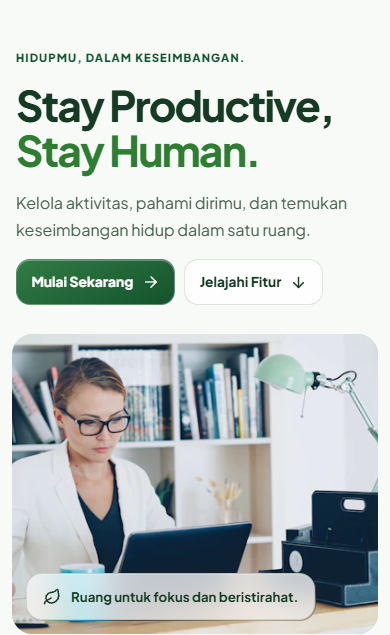 HIDUPMU, DALAM KESEIMBANGAN.
Stay Productive,
Stay Human.
Kelola aktivitas, pahami dirimu, dan temukan
keseimbangan hidup dalam satu ruang.
Mulai Sekarang →
Jelajahi Fitur ↓
Ruang untuk fokus dan beristirahat.